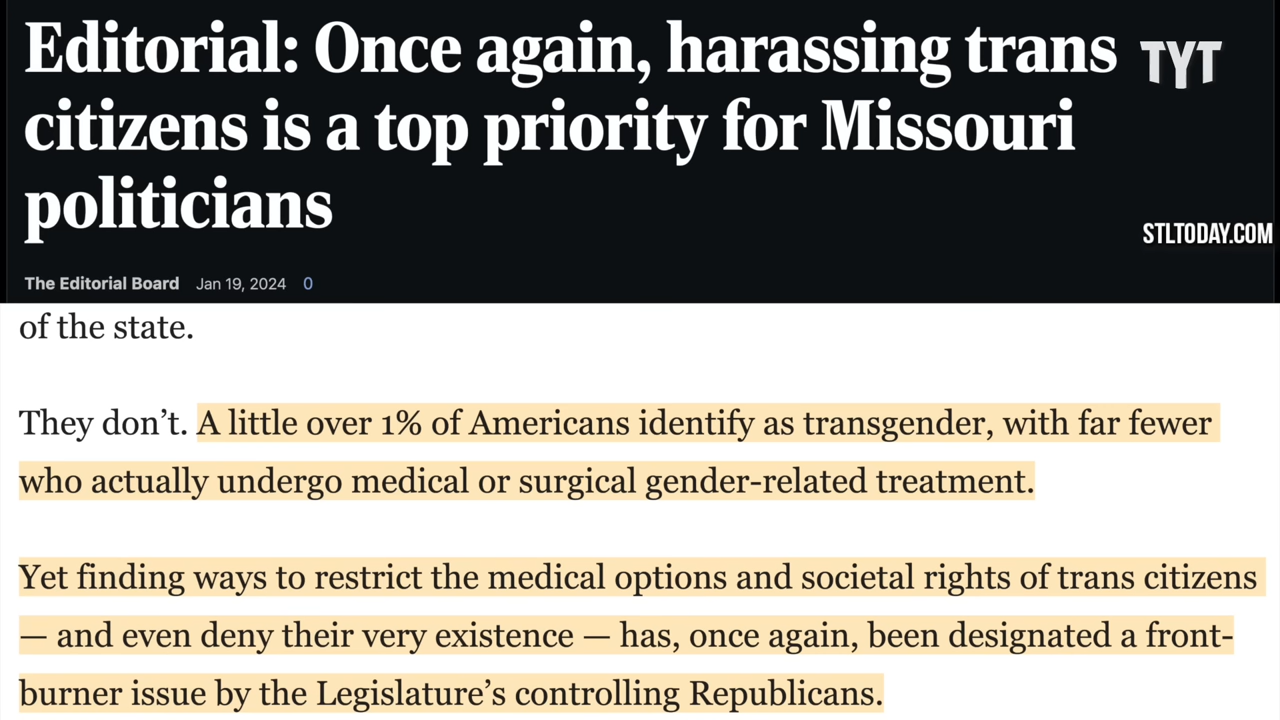 Editorial: Once again, harassing trans
citizens is a top priority for Missouri
politicians
TYT
STLTODAY.COM
The Editorial Board Jan 19, 2024 0
of the state.
They don’t. A little over 1% of Americans identify as transgender, with far fewer
who actually undergo medical or surgical gender-related treatment.
Yet finding ways to restrict the medical options and societal rights of trans citizens
— and even deny their very existence — has, once again, been designated a front-
burner issue by the Legislature’s controlling Republicans.